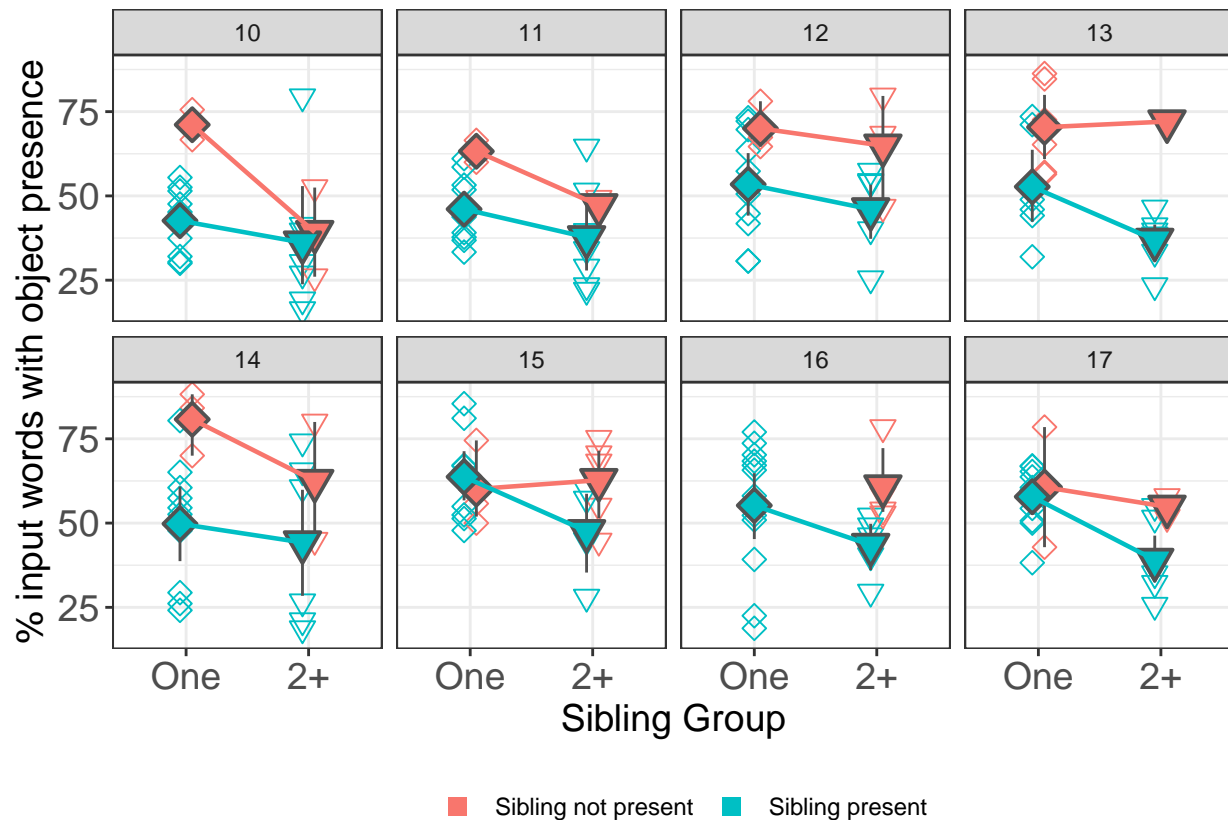 10 11 12 13
75
50
25
14 15 16 17
75
50
25
One 2+ One 2+ One 2+ One 2+
Sibling Group
% input words with object presence
Sibling not present Sibling present